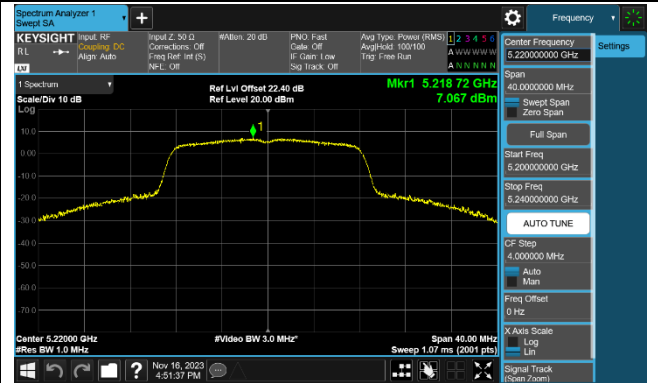 Spectrum Analyzer 1
Swept SA
Frequency
KEYSIGHT
RL
LXI
Input: RF
Coupling: DC
Align: Auto
Input Z: 50 Ω
Corrections: Off
Freq Ref: Int (S)
NFE: Off
#Atten: 20 dB
PNO: Fast
Gate: Off
IF Gain: Low
Sig Track: Off
Avg Type: Power (RMS)
Avg|Hold: 100/100
Trig: Free Run
1 2 3 4 5 6
A W W W W W
A N N N N N
Center Frequency
5.220000000 GHz
Settings
Span
40.0000000 MHz
Swept Span
Zero Span
Full Span
Start Freq
5.200000000 GHz
Stop Freq
5.240000000 GHz
AUTO TUNE
CF Step
4.000000 MHz
Auto
Man
Freq Offset
0 Hz
X Axis Scale
Log
Lin
Signal Track
(Span Zoom)
1 Spectrum
Scale/Div 10 dB
Log
Ref Lvl Offset 22.40 dB
Ref Level 20.00 dBm
Mkr1 5.218 72 GHz
7.067 dBm
1
10.0
0.00
-10.0
-20.0
-30.0
-40.0
-50.0
-60.0
-70.0
Center 5.22000 GHz
#Res BW 1.0 MHz
#Video BW 3.0 MHz*
Span 40.00 MHz
Sweep 1.07 ms (2001 pts)
Nov 16, 2023
4:51:37 PM